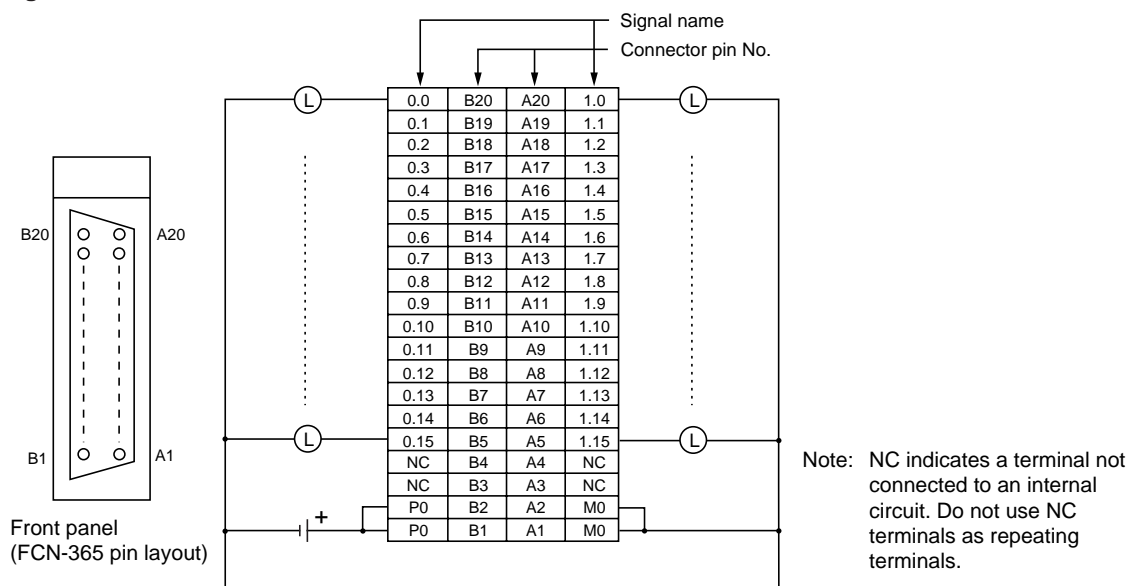 Signal name
Connector pin No.
L 0.0 B20 A20 1.0 L
0.1 B19 A19 1.1
0.2 B18 A18 1.2
0.3 B17 A17 1.3
0.4 B16 A16 1.4
0.5 B15 A15 1.5
B20 A20 0.6 B14 A14 1.6
0.7 B13 A13 1.7
0.8 B12 A12 1.8
0.9 B11 A11 1.9
0.10 B10 A10 1.10
0.11 B9 A9 1.11
0.12 B8 A8 1.12
0.13 B7 A7 1.13
0.14 B6 A6 1.14
L 0.15 B5 A5 1.15 L
B1 A1 NC B4 A4 NC
NC B3 A3 NC
P0 B2 A2 M0
+ P0 B1 A1 M0
Front panel
(FCN-365 pin layout)
Note: NC indicates a terminal not
connected to an internal
circuit. Do not use NC
terminals as repeating
terminals.